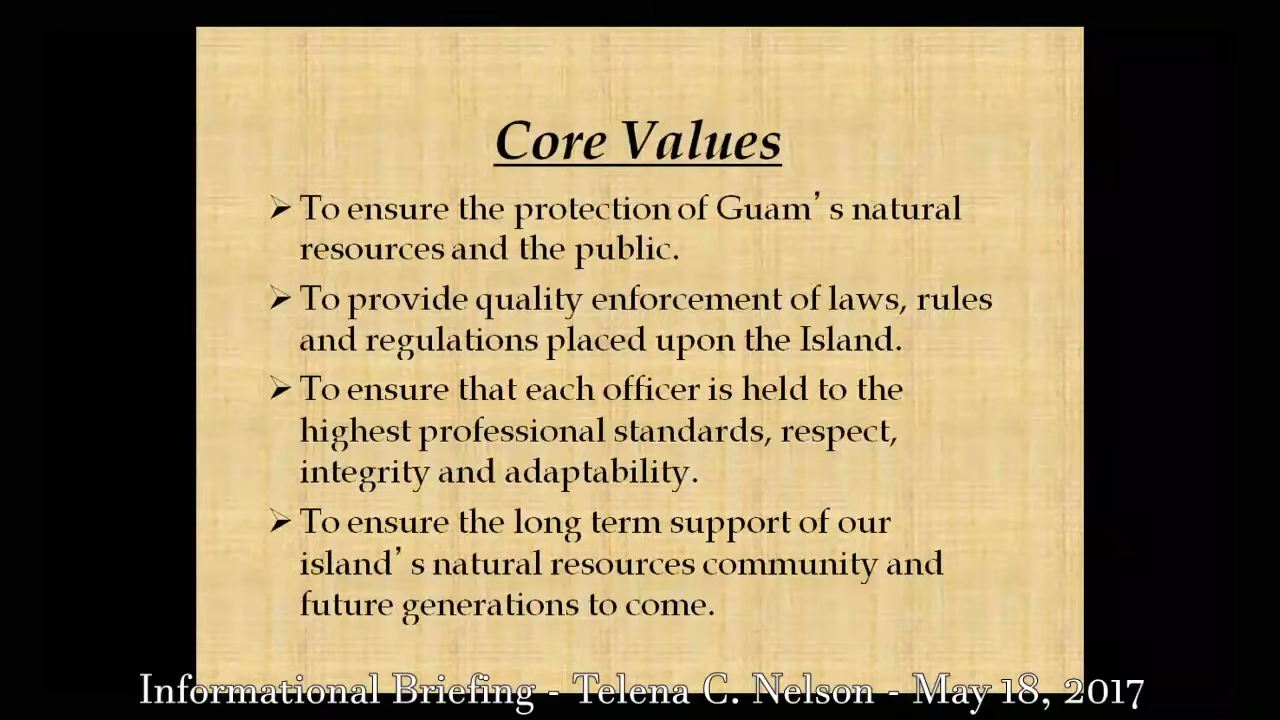 Core Values
➢ To ensure the protection of Guam’ s natural
resources and the public.
➢ To provide quality enforcement of laws, rules
and regulations placed upon the Island.
➢ To ensure that each officer is held to the
highest professional standards, respect,
integrity and adaptability.
➢ To ensure the long term support of our
island’ s natural resources community and
future generations to come.
Informational Briefing - Telena C. Nelson - May 18, 2017